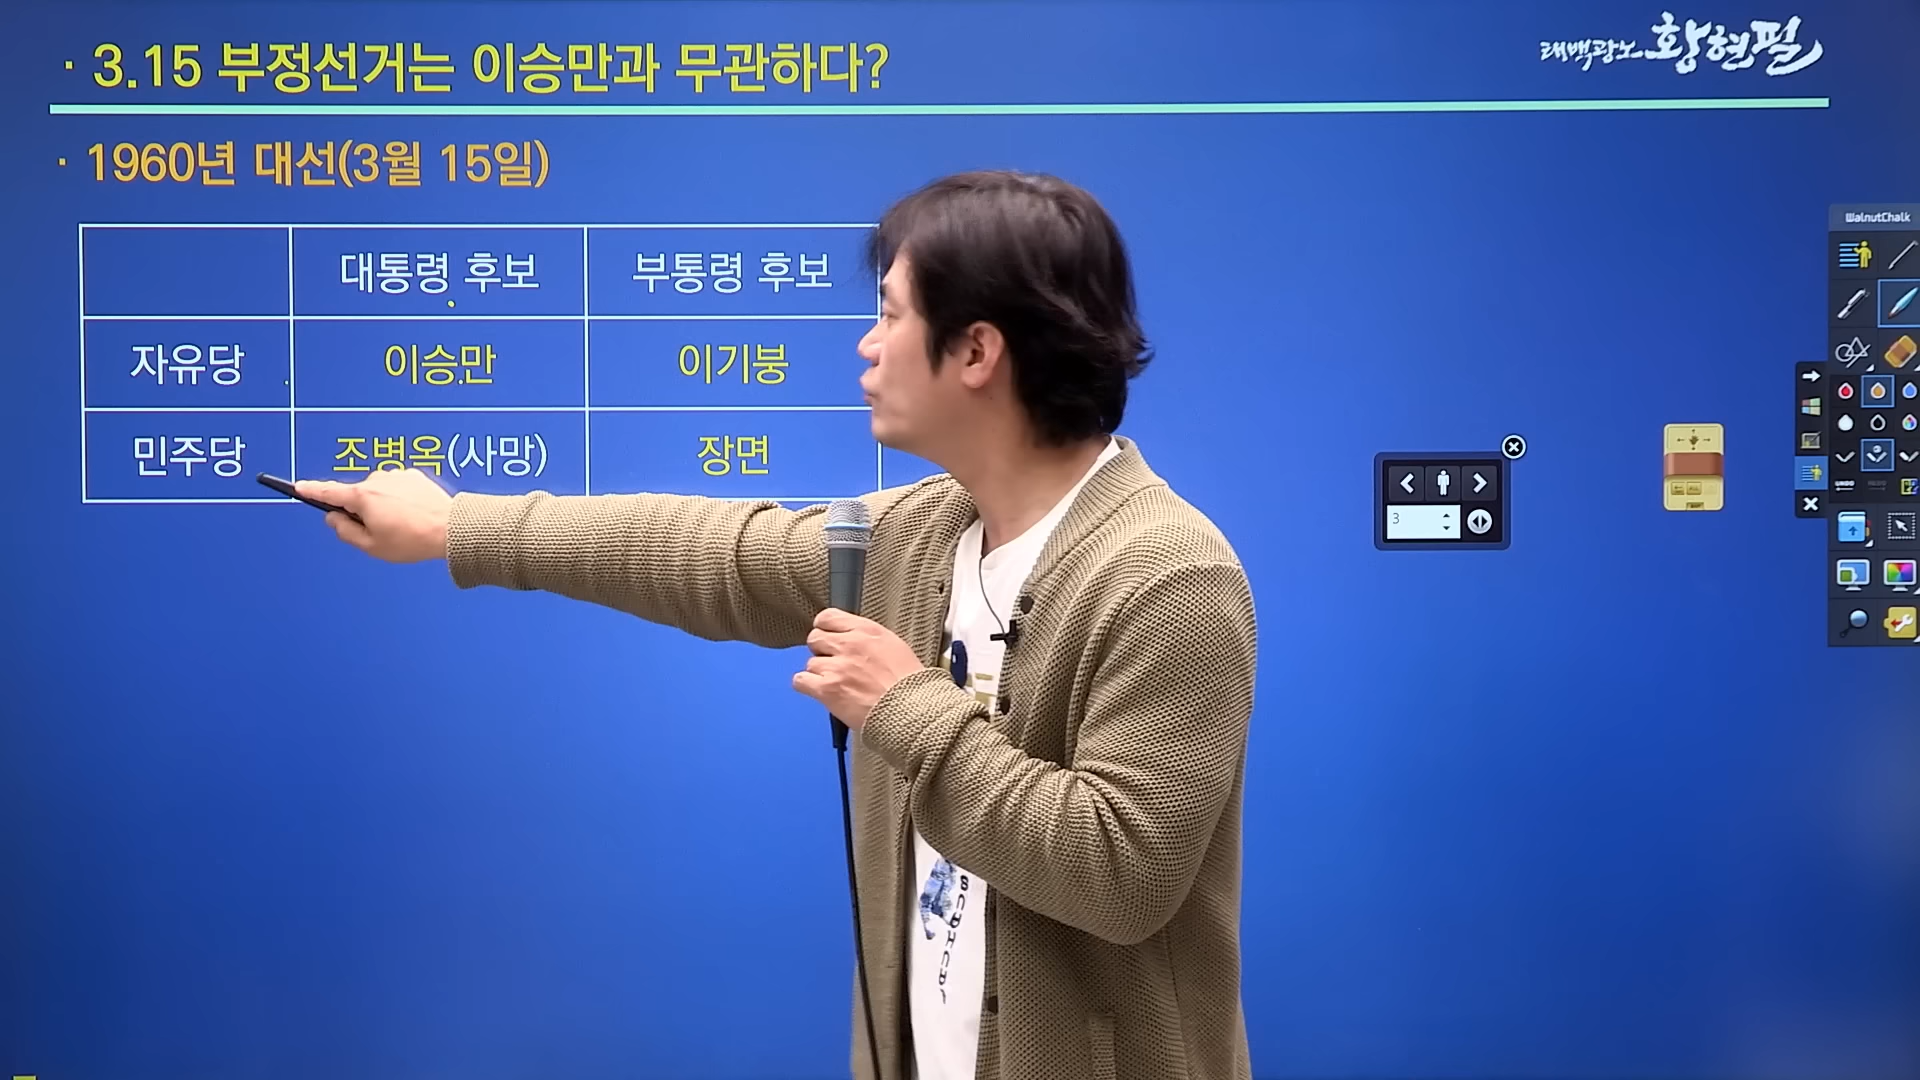 · 3.15 부정선거는 이승만과 무관하다?
태백광노 황현필
· 1960년 대선(3월 15일)
대통령 후보 부통령 후보
자유당 이승만 이기붕
민주당 조병옥(사망) 장면
WalnutChalk
3
UNDO